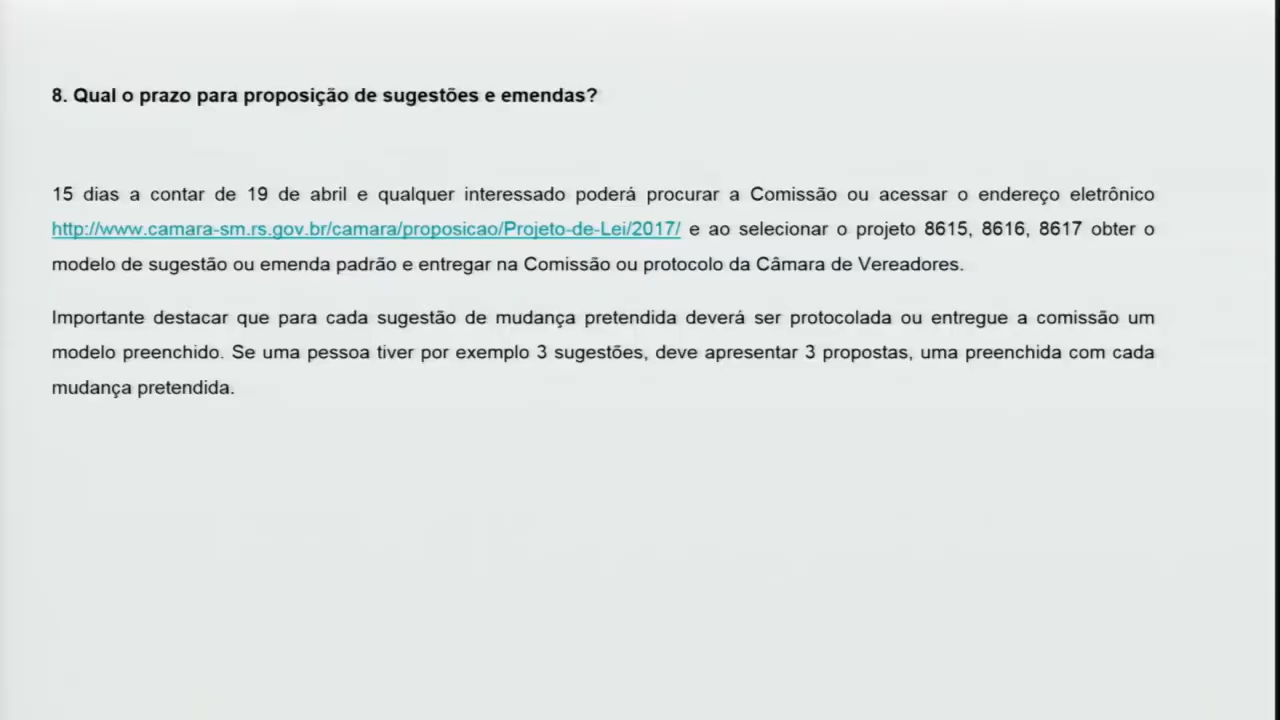 8. Qual o prazo para proposição de sugestões e emendas?
15 dias a contar de 19 de abril e qualquer interessado poderá procurar a Comissão ou acessar o endereço eletrônico
http://www.camara-sm.rs.gov.br/camara/proposicao/Projeto-de-Lei/2017/ e ao selecionar o projeto 8615, 8616, 8617 obter o
modelo de sugestão ou emenda padrão e entregar na Comissão ou protocolo da Câmara de Vereadores.
Importante destacar que para cada sugestão de mudança pretendida deverá ser protocolada ou entregue a comissão um
modelo preenchido. Se uma pessoa tiver por exemplo 3 sugestões, deve apresentar 3 propostas, uma preenchida com cada
mudança pretendida.